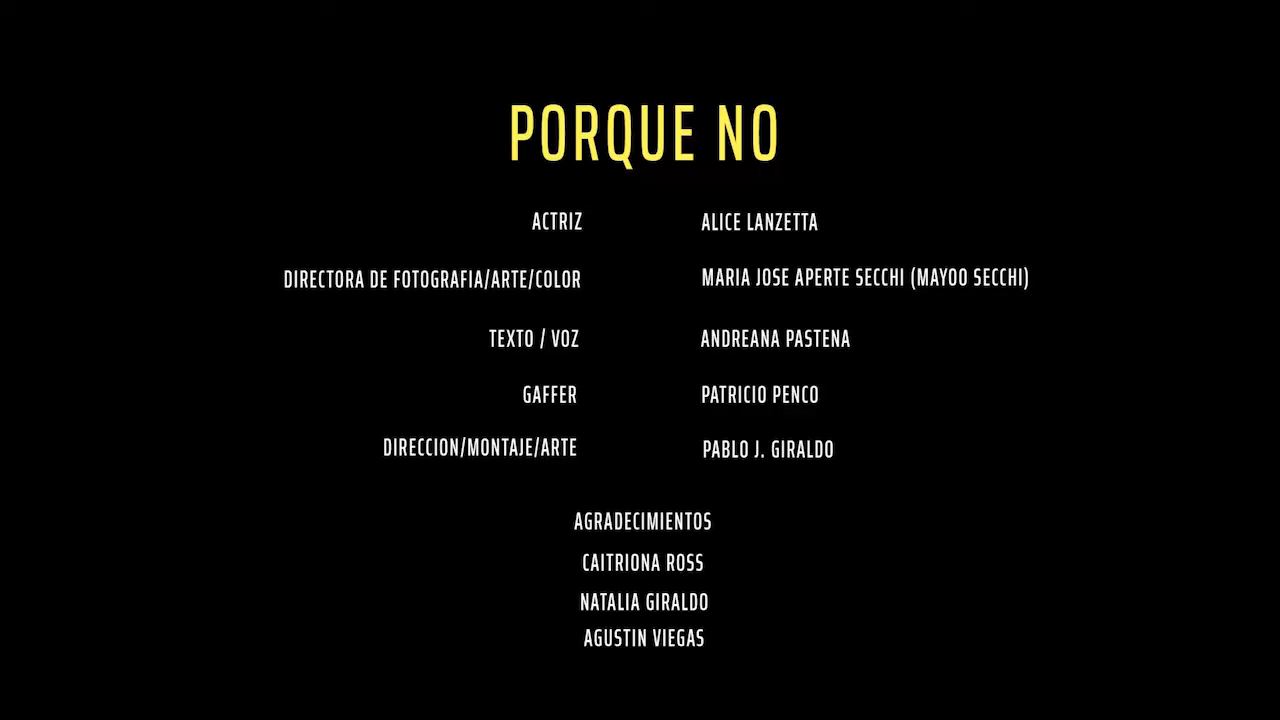 PORQUE NO
ACTRIZ ALICE LANZETTA
DIRECTORA DE FOTOGRAFIA/ARTE/COLOR MARIA JOSE APERTE SECCHI (MAYOO SECCHI)
TEXTO / VOZ ANDREANA PASTENA
GAFFER PATRICIO PENCO
DIRECCION/MONTAJE/ARTE PABLO J. GIRALDO
AGRADECIMIENTOS
CAITRIONA ROSS
NATALIA GIRALDO
AGUSTIN VIEGAS